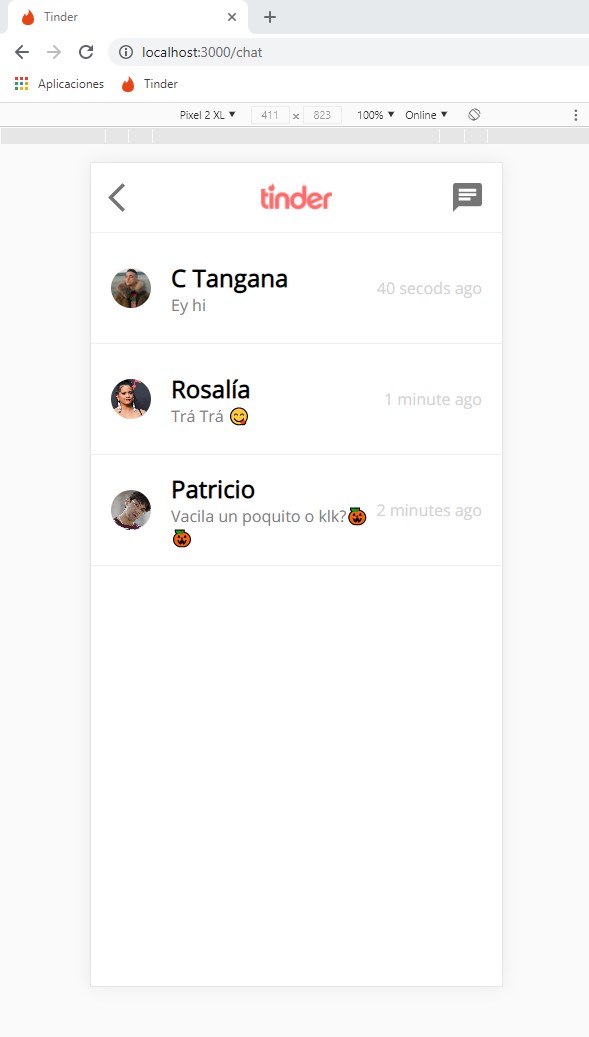 Tinder
localhost:3000/chat
Aplicaciones Tinder
Pixel 2 XL ▼ 411 x 823 100% ▼ Online ▼
tinder
C Tangana
Ey hi
40 secods ago
Rosalía
Trá Trá 😋
1 minute ago
Patricio
Vacila un poquito o klk?🎃
🎃
2 minutes ago